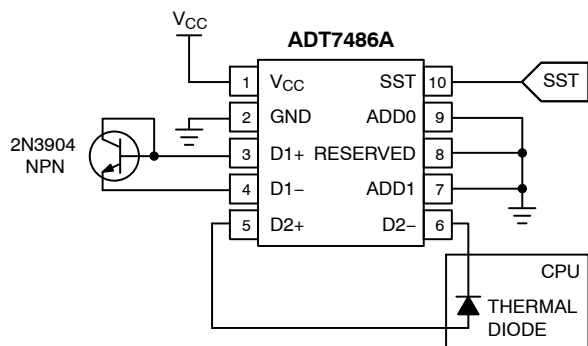 VCC
ADT7486A
1 VCC SST 10
SST
2 GND ADD0 9
2N3904
NPN
3 D1+ RESERVED 8
4 D1− ADD1 7
5 D2+ D2− 6
CPU
THERMAL
DIODE